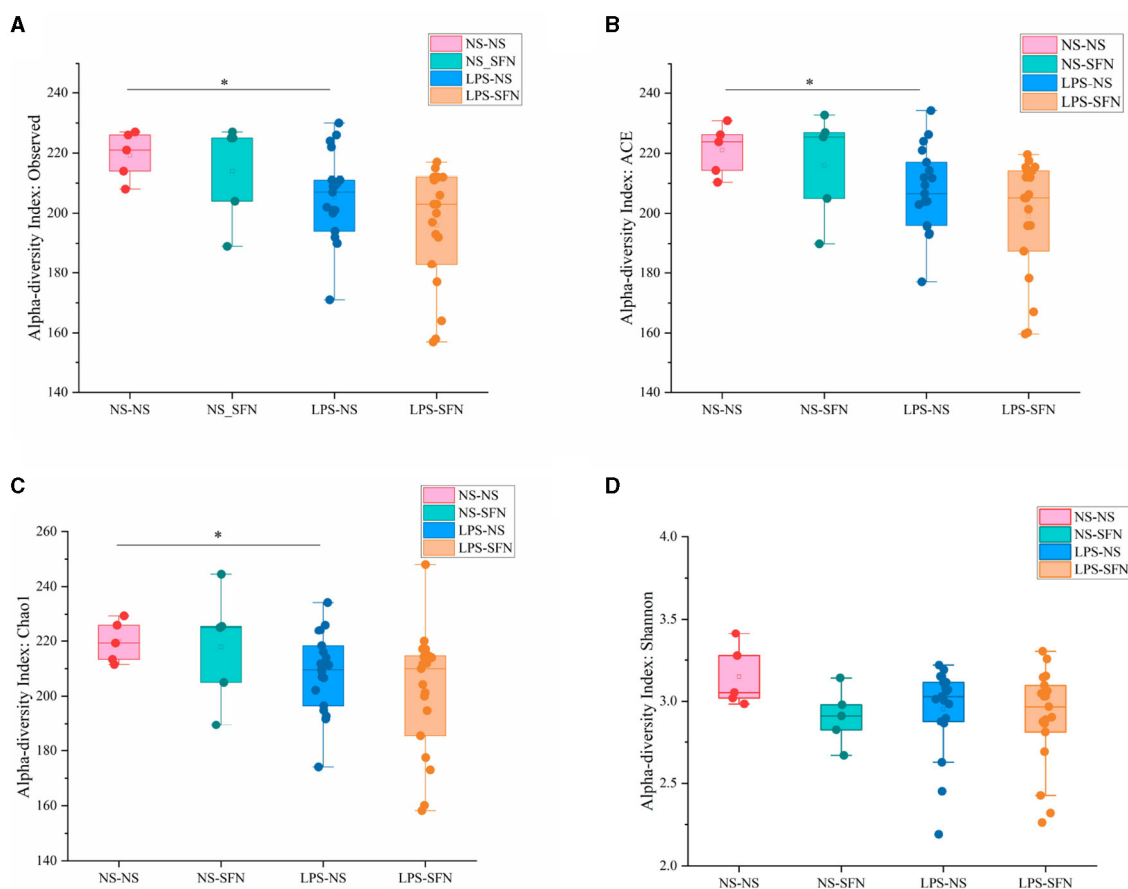 A
NS-NS
NS_SFN
LPS-NS
LPS-SFN
*
Alpha-diversity Index: Observed
240
220
200
180
160
140
NS-NS NS_SFN LPS-NS LPS-SFN
B
NS-NS
NS-SFN
LPS-NS
LPS-SFN
*
Alpha-diversity Index: ACE
240
220
200
180
160
140
NS-NS NS-SFN LPS-NS LPS-SFN
C
NS-NS
NS-SFN
LPS-NS
LPS-SFN
*
Alpha-diversity Index: Chao1
260
240
220
200
180
160
140
NS-NS NS-SFN LPS-NS LPS-SFN
D
NS-NS
NS-SFN
LPS-NS
LPS-SFN
Alpha-diversity Index: Shannon
4.0
3.5
3.0
2.5
2.0
NS-NS NS-SFN LPS-NS LPS-SFN